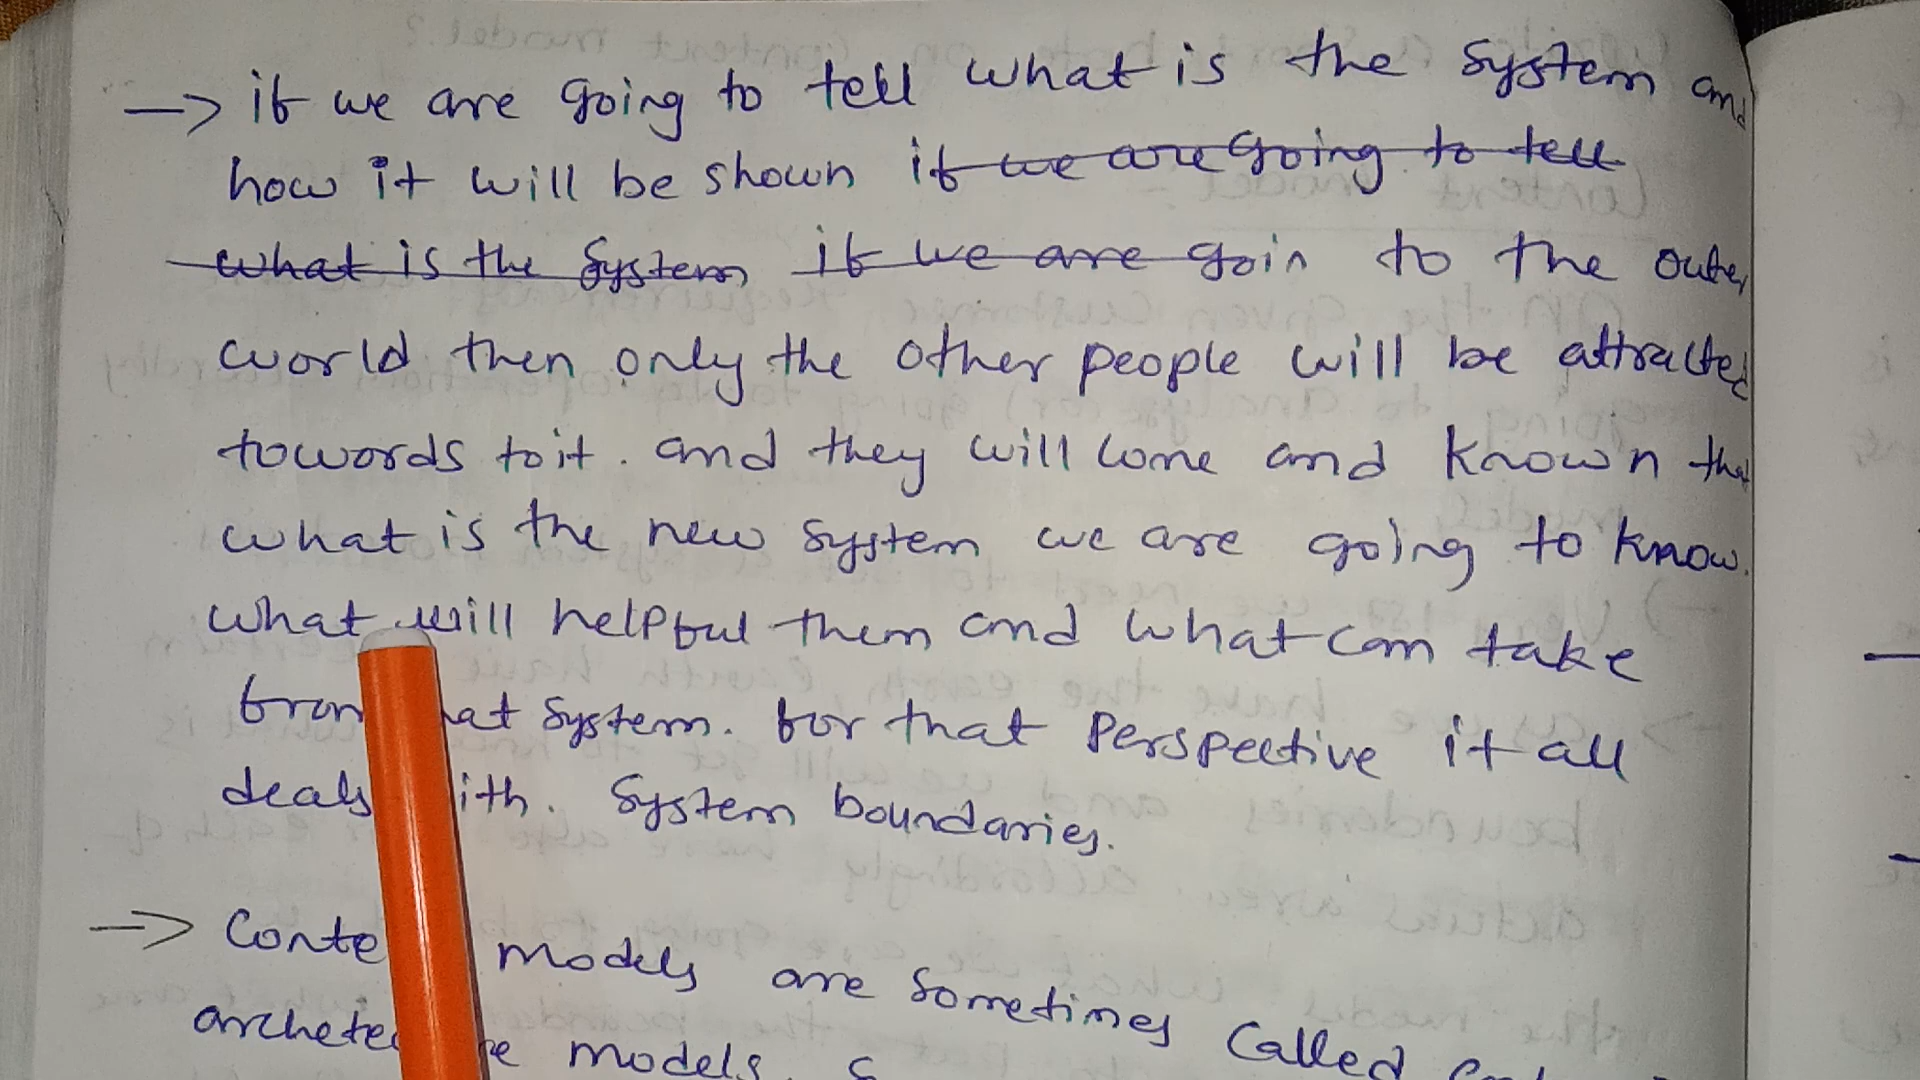 -> if we are going to tell what is the system and
how it will be shown if we are going to tell
what is the system if we are goin to the outer
world then only the other people will be attracted
towords to it. and they will come and known that
what is the new system we are going to know.
what will helpful them and what can take
from system. for that Perspective it all
deals with. System boundaries.
-> models are sometimes Called
models.